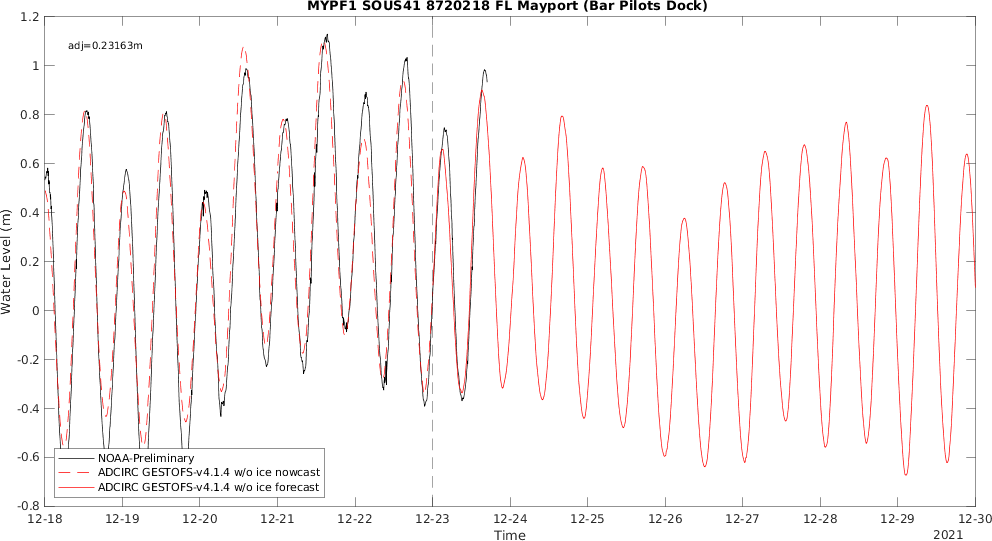 MYPF1 SOUS41 8720218 FL Mayport (Bar Pilots Dock)
adj=0.23163m
Water Level (m)
1.2
1
0.8
0.6
0.4
0.2
0
-0.2
-0.4
-0.6
-0.8
NOAA-Preliminary
ADCIRC GESTOFS-v4.1.4 w/o ice nowcast
ADCIRC GESTOFS-v4.1.4 w/o ice forecast
12-18 12-19 12-20 12-21 12-22 12-23 12-24 12-25 12-26 12-27 12-28 12-29 12-30
Time
2021